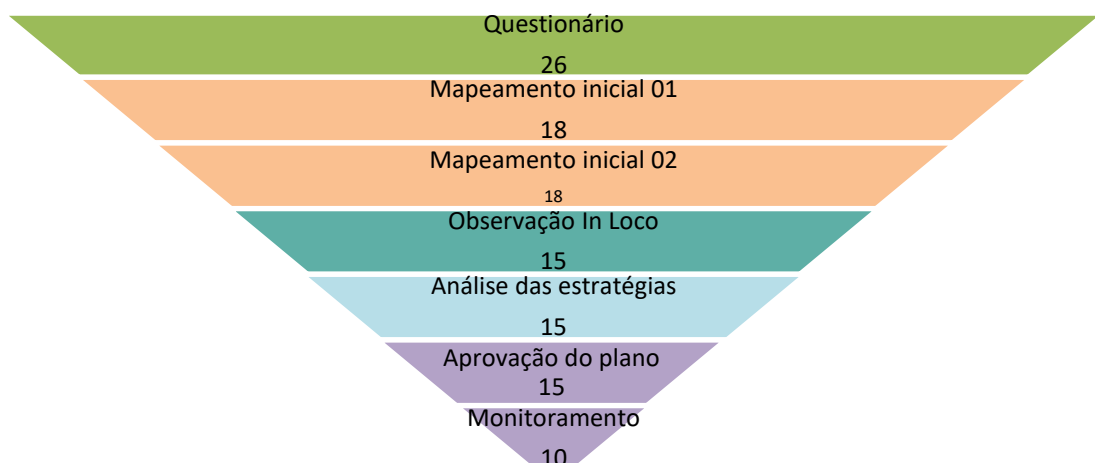 Questionário
26
Mapeamento inicial 01
18
Mapeamento inicial 02
18
Observação In Loco
15
Análise das estratégias
15
Aprovação do plano
15
Monitoramento
10